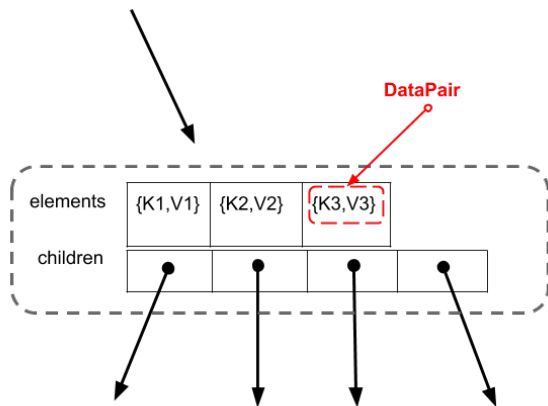 DataPair
elements {K1,V1} {K2,V2} {K3,V3}
children